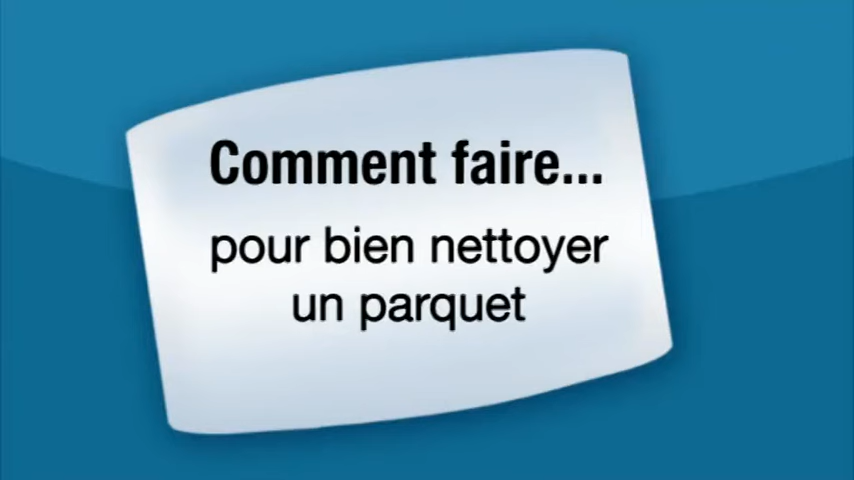 Comment faire...
pour bien nettoyer
un parquet